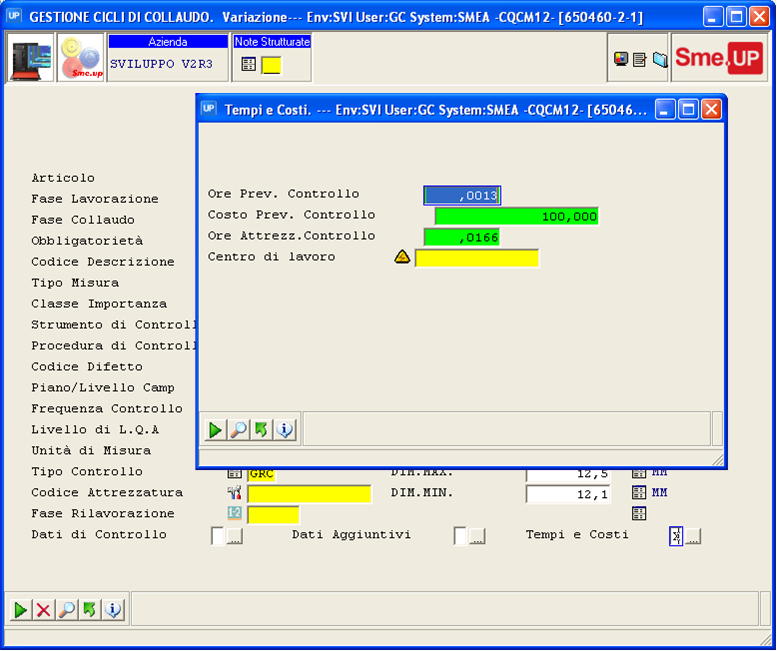 UP GESTIONE CICLI DI COLLAUDO. Variazione--- Env:SVI User:GC System:SMEA -CQCM12- [650460-2-1]
Sme.up
Azienda
SVILUPPO V2R3
Note Strutturate
Sme.UP
UP Tempi e Costi. --- Env:SVI User:GC System:SMEA -CQCM12- [65046...
Ore Prev. Controllo ,0013
Costo Prev. Controllo 100,000
Ore Attrezz.Controllo ,0166
Centro di lavoro
Articolo
Fase Lavorazione
Fase Collaudo
Obbligatorietà
Codice Descrizione
Tipo Misura
Classe Importanza
Strumento di Controll
Procedura di Controll
Codice Difetto
Piano/Livello Camp
Frequenza Controllo
Livello di L.Q.A
Unità di Misura
Tipo Controllo GRC DIM.MAX. 12,5 MM
Codice Attrezzatura DIM.MIN. 12,1 MM
Fase Rilavorazione
Dati di Controllo ... Dati Aggiuntivi ... Tempi e Costi ...